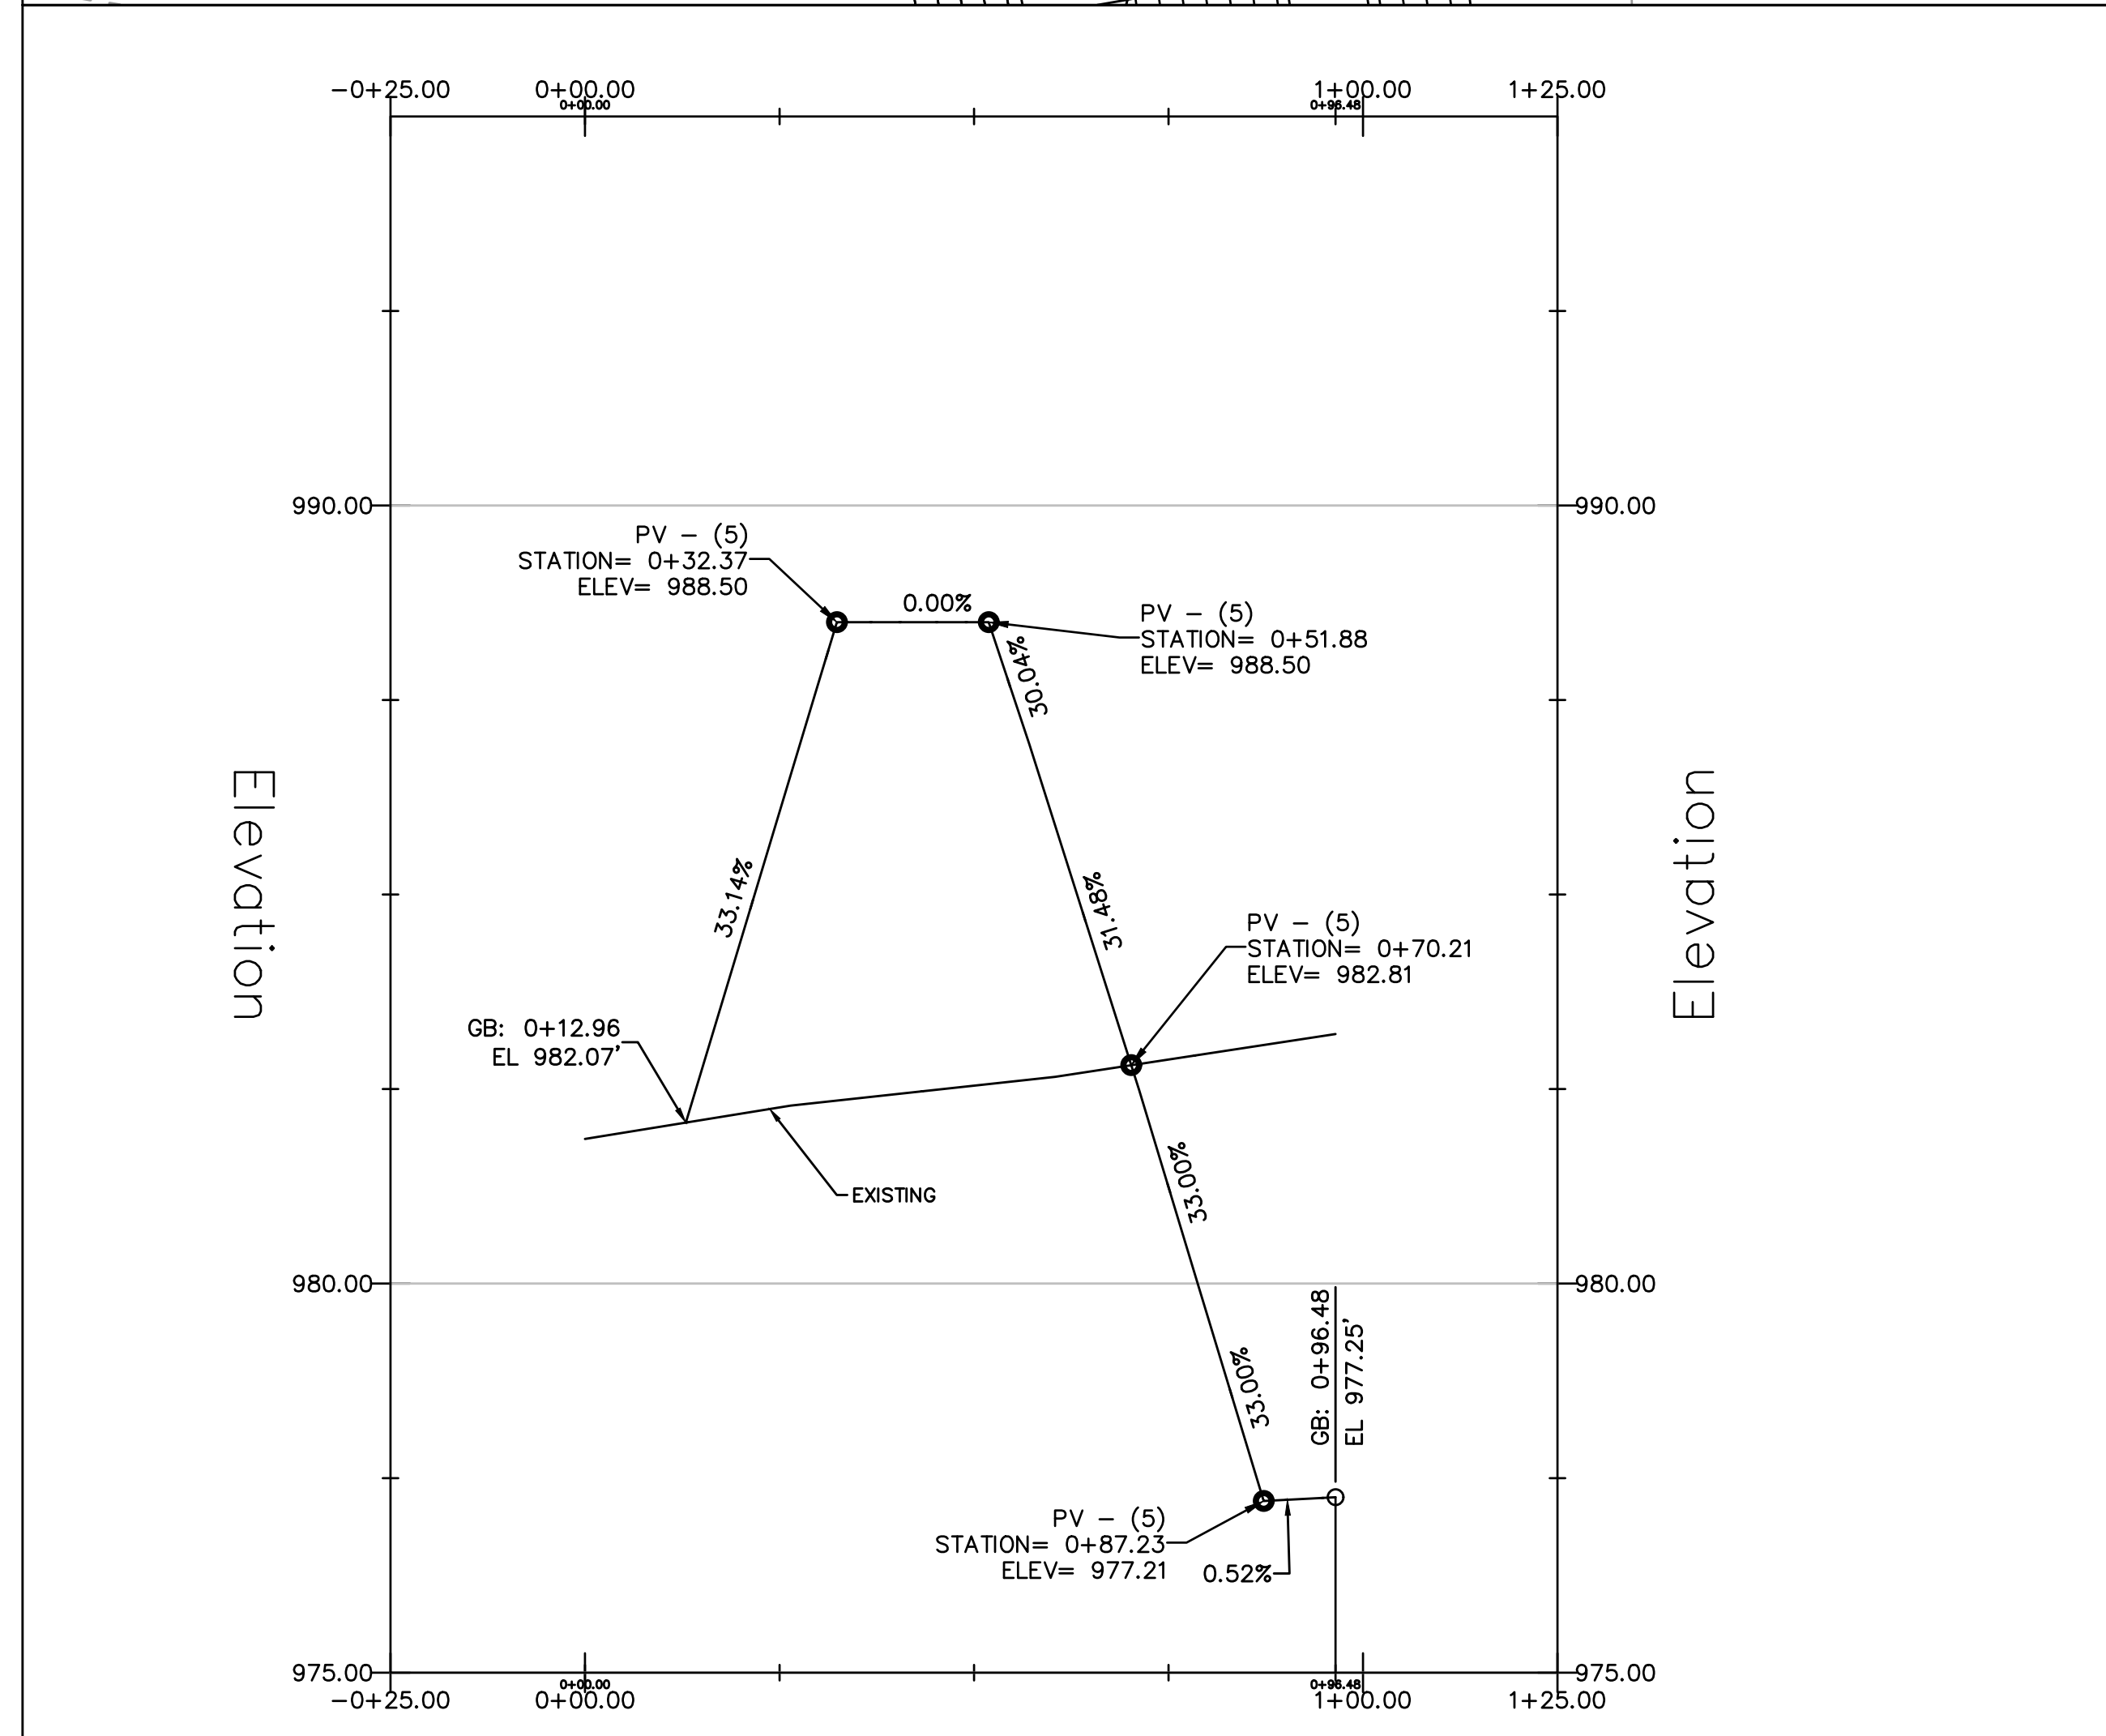 -0+25.00 0+00.00 1+00.00 1+25.00
0+00.00 0+96.48
990.00 990.00
PV - (5)
STATION= 0+32.37
ELEV= 988.50
0.00%
PV - (5)
STATION= 0+51.88
ELEV= 988.50
30.04%
Elevation
Elevation
33.14%
31.48%
PV - (5)
STATION= 0+70.21
ELEV= 982.81
GB: 0+12.96
EL 982.07'
EXISTING
33.00%
980.00 980.00
33.00%
GB: 0+96.48
EL 977.25'
PV - (5)
STATION= 0+87.23
ELEV= 977.21
0.52%
975.00 975.00
0+00.00 0+96.48
-0+25.00 0+00.00 1+00.00 1+25.00